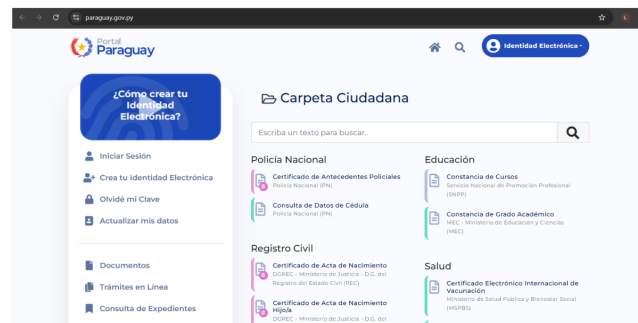 paraguay.gov.py
Portal
Paraguay
Identidad Electrónica
¿Cómo crear tu
Identidad
Electrónica?
Iniciar Sesión
Crea tu Identidad Electrónica
Olvidé mi Clave
Actualizar mis datos
Documentos
Trámites en Línea
Consulta de Expedientes
Carpeta Ciudadana
Escriba un texto para buscar..
Policía Nacional
Certificado de Antecedentes Policiales
Policía Nacional (PN)
Consulta de Datos de Cédula
Policía Nacional (PN)
Registro Civil
Certificado de Acta de Nacimiento
DGREC - Ministerio de Justicia - D.G. del
Registro del Estado Civil (REC)
Certificado de Acta de Nacimiento
Hijo/a
DGREC - Ministerio de Justicia - D.G. del
Educación
Constancia de Cursos
Servicio Nacional de Promoción Profesional
(SNPP)
Constancia de Grado Académico
MEC - Ministerio de Educación y Ciencias
(MEC)
Salud
Certificado Electrónico Internacional de
Vacunación
Ministerio de Salud Pública y Bienestar Social
(MSPBS)